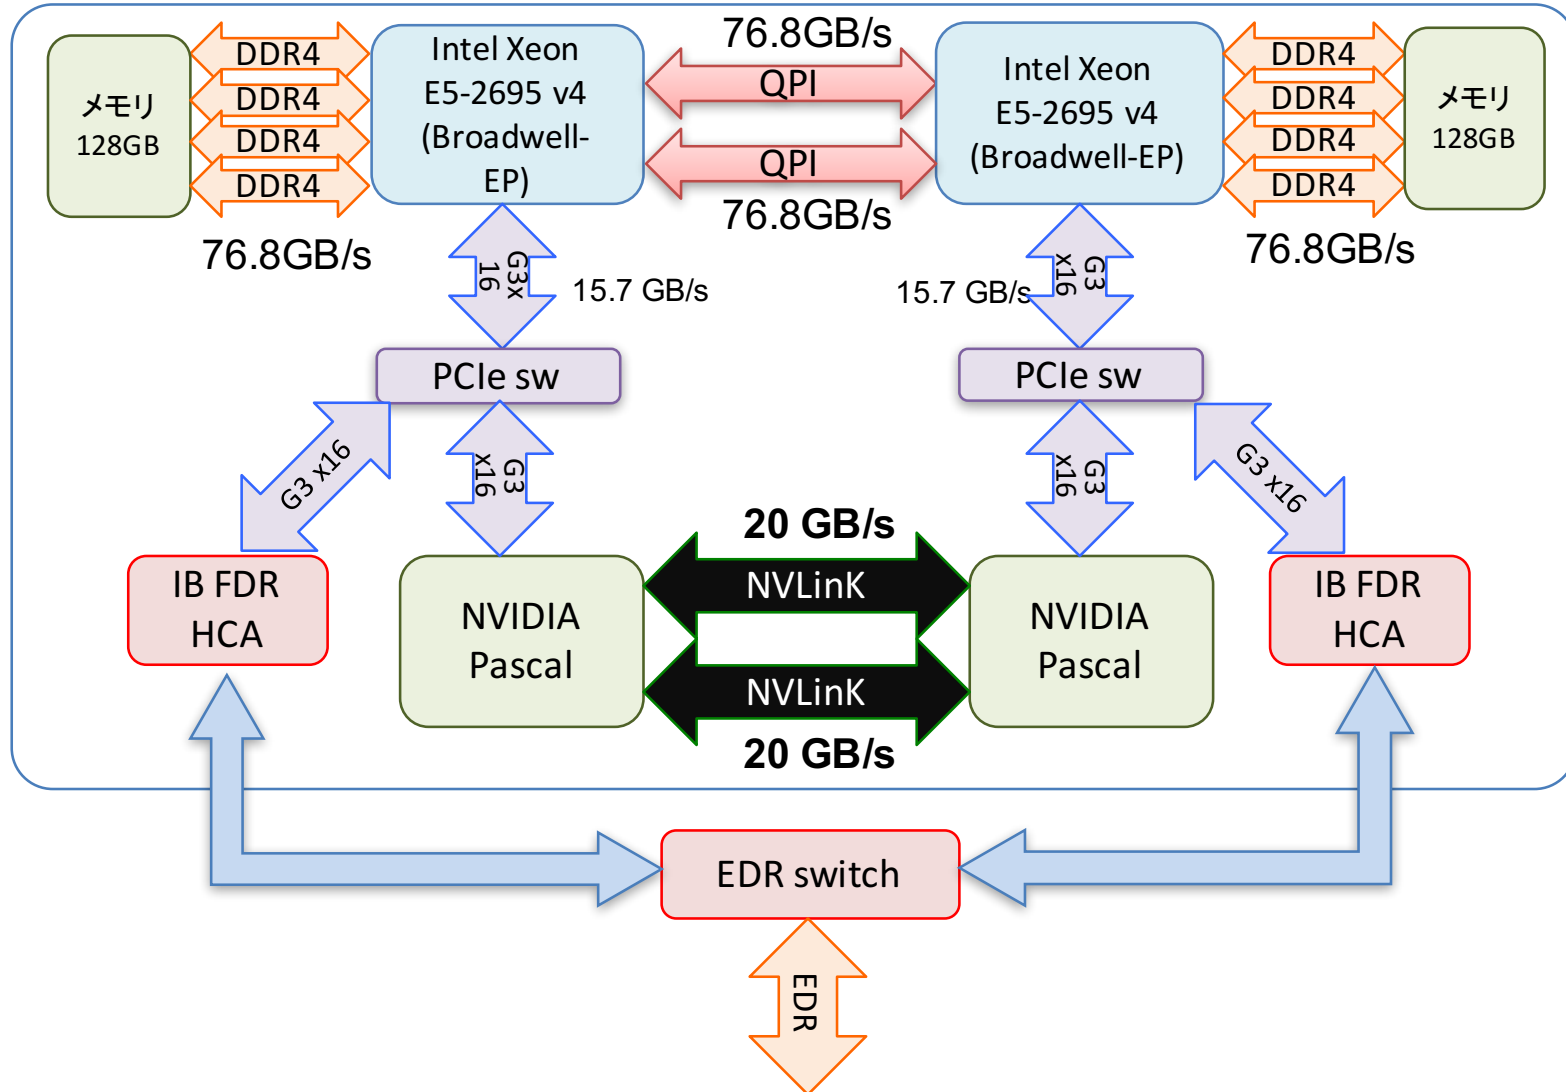 76.8GB/s
メモリ
128GB
DDR4
DDR4
DDR4
DDR4
76.8GB/s
Intel Xeon
E5-2695 v4
(Broadwell-
EP)
QPI
QPI
76.8GB/s
Intel Xeon
E5-2695 v4
(Broadwell-EP)
DDR4
DDR4
DDR4
DDR4
76.8GB/s
メモリ
128GB
G3x
16
15.7 GB/s
15.7 GB/s
G3
x16
PCIe sw
PCIe sw
G3 x16
G3
x16
G3
x16
G3 x16
IB FDR
HCA
NVIDIA
Pascal
20 GB/s
NVLinK
NVLinK
20 GB/s
NVIDIA
Pascal
IB FDR
HCA
EDR switch
EDR